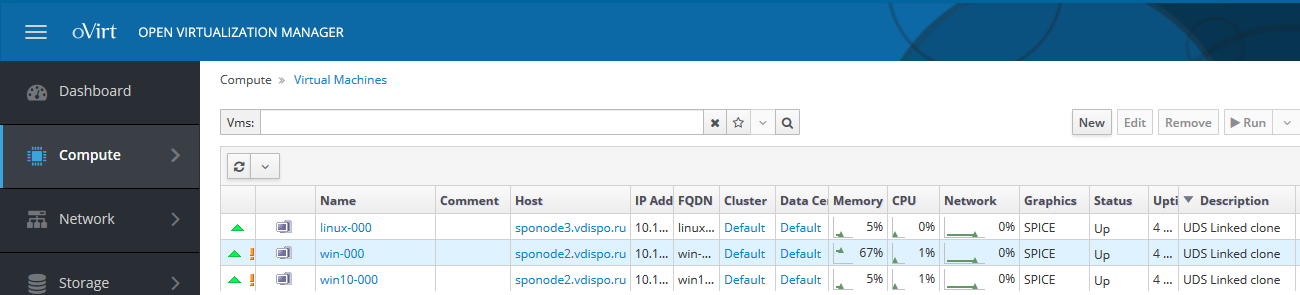 oVirt OPEN VIRTUALIZATION MANAGER
Dashboard
Compute
Network
Storage
Compute » Virtual Machines
Vms:
New Edit Remove Run
Name Comment Host IP Add FQDN Cluster Data Cen Memory CPU Network Graphics Status Upti Description
linux-000 sponode3.vdispo.ru 10.1... linux... Default Default 5% 0% 0% SPICE Up 4 ... UDS Linked clone
win-000 sponode2.vdispo.ru 10.1... win-... Default Default 67% 1% 0% SPICE Up 4 ... UDS Linked clone
win10-000 sponode2.vdispo.ru 10.1... win1... Default Default 5% 1% 0% SPICE Up 4 ... UDS Linked clone